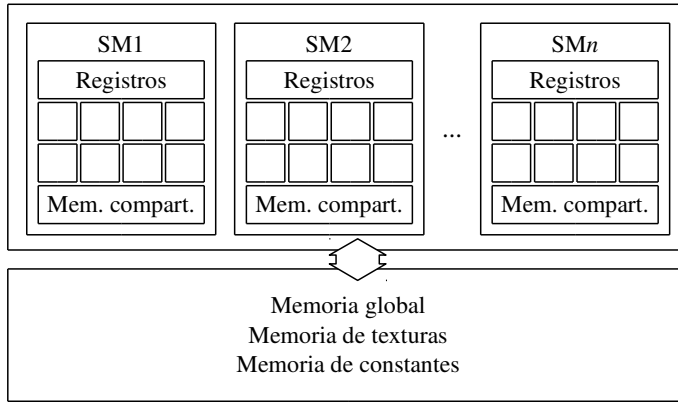 SM1 SM2 SMn
Registros Registros Registros
...
Mem. compart. Mem. compart. Mem. compart.
Memoria global
Memoria de texturas
Memoria de constantes